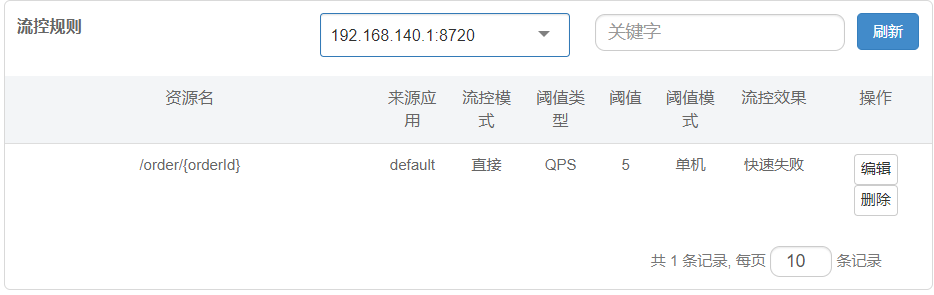 流控规则 192.168.140.1:8720 关键字 刷新
资源名 来源应用 流控模式 阈值类型 阈值 阈值模式 流控效果 操作
/order/{orderId} default 直接 QPS 5 单机 快速失败 编辑
删除
共 1 条记录, 每页 10 条记录